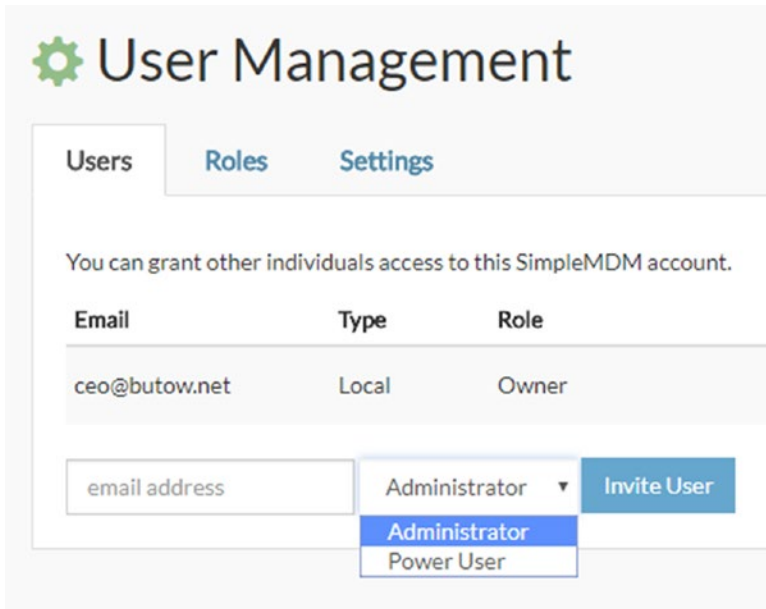 User Management
Users Roles Settings
You can grant other individuals access to this SimpleMDM account.
Email Type Role
ceo@butow.net Local Owner
email address Administrator Invite User
Administrator
Power User